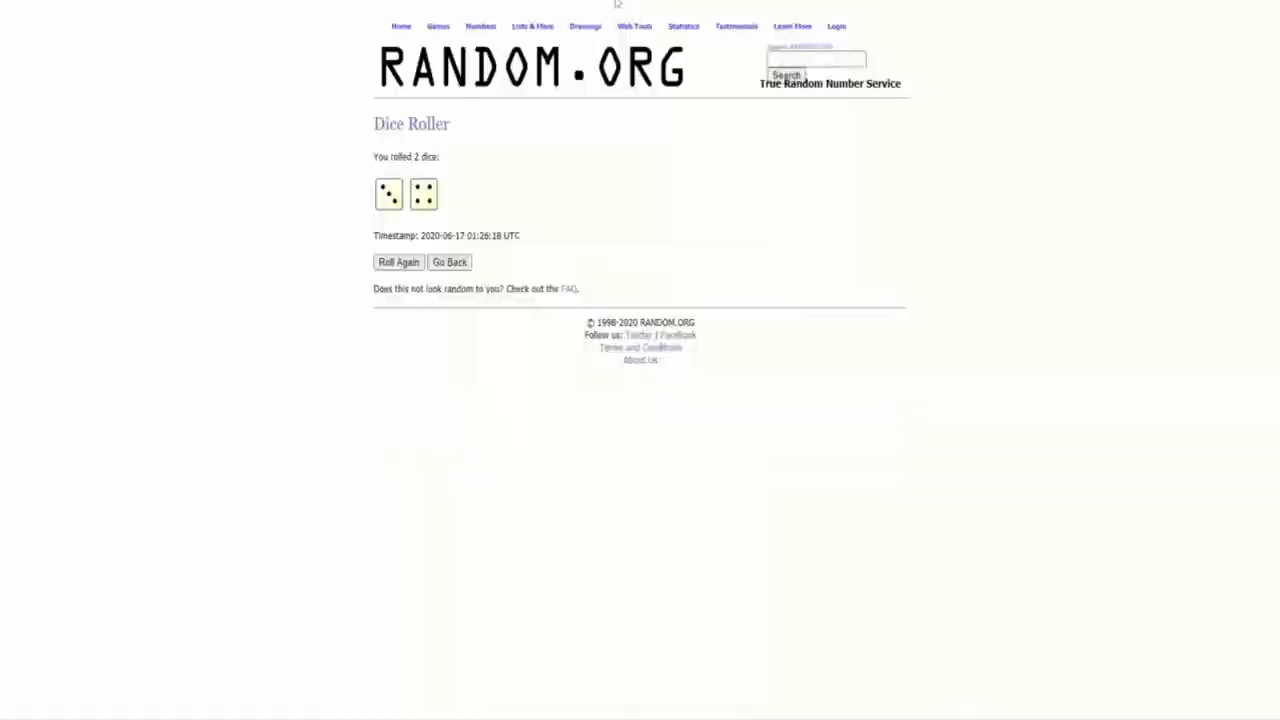 Home Games Numbers Lists & More Drawings Web Tools Statistics Testimonials Learn More Login
RANDOM.ORG
Search
True Random Number Service
Dice Roller
You rolled 2 dice:
Timestamp: 2020-06-17 01:26:18 UTC
Roll Again Go Back
Does this not look random to you? Check out the FAQ.
© 1998-2020 RANDOM.ORG
Follow us: Twitter | Facebook
Terms and Conditions
About Us